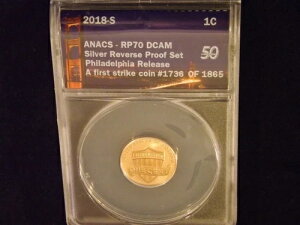 2018-S 1C
ANACS - RP70 DCAM
Silver Reverse Proof Set 50
Philadelphia Release
A first strike coin #1736 OF 1865